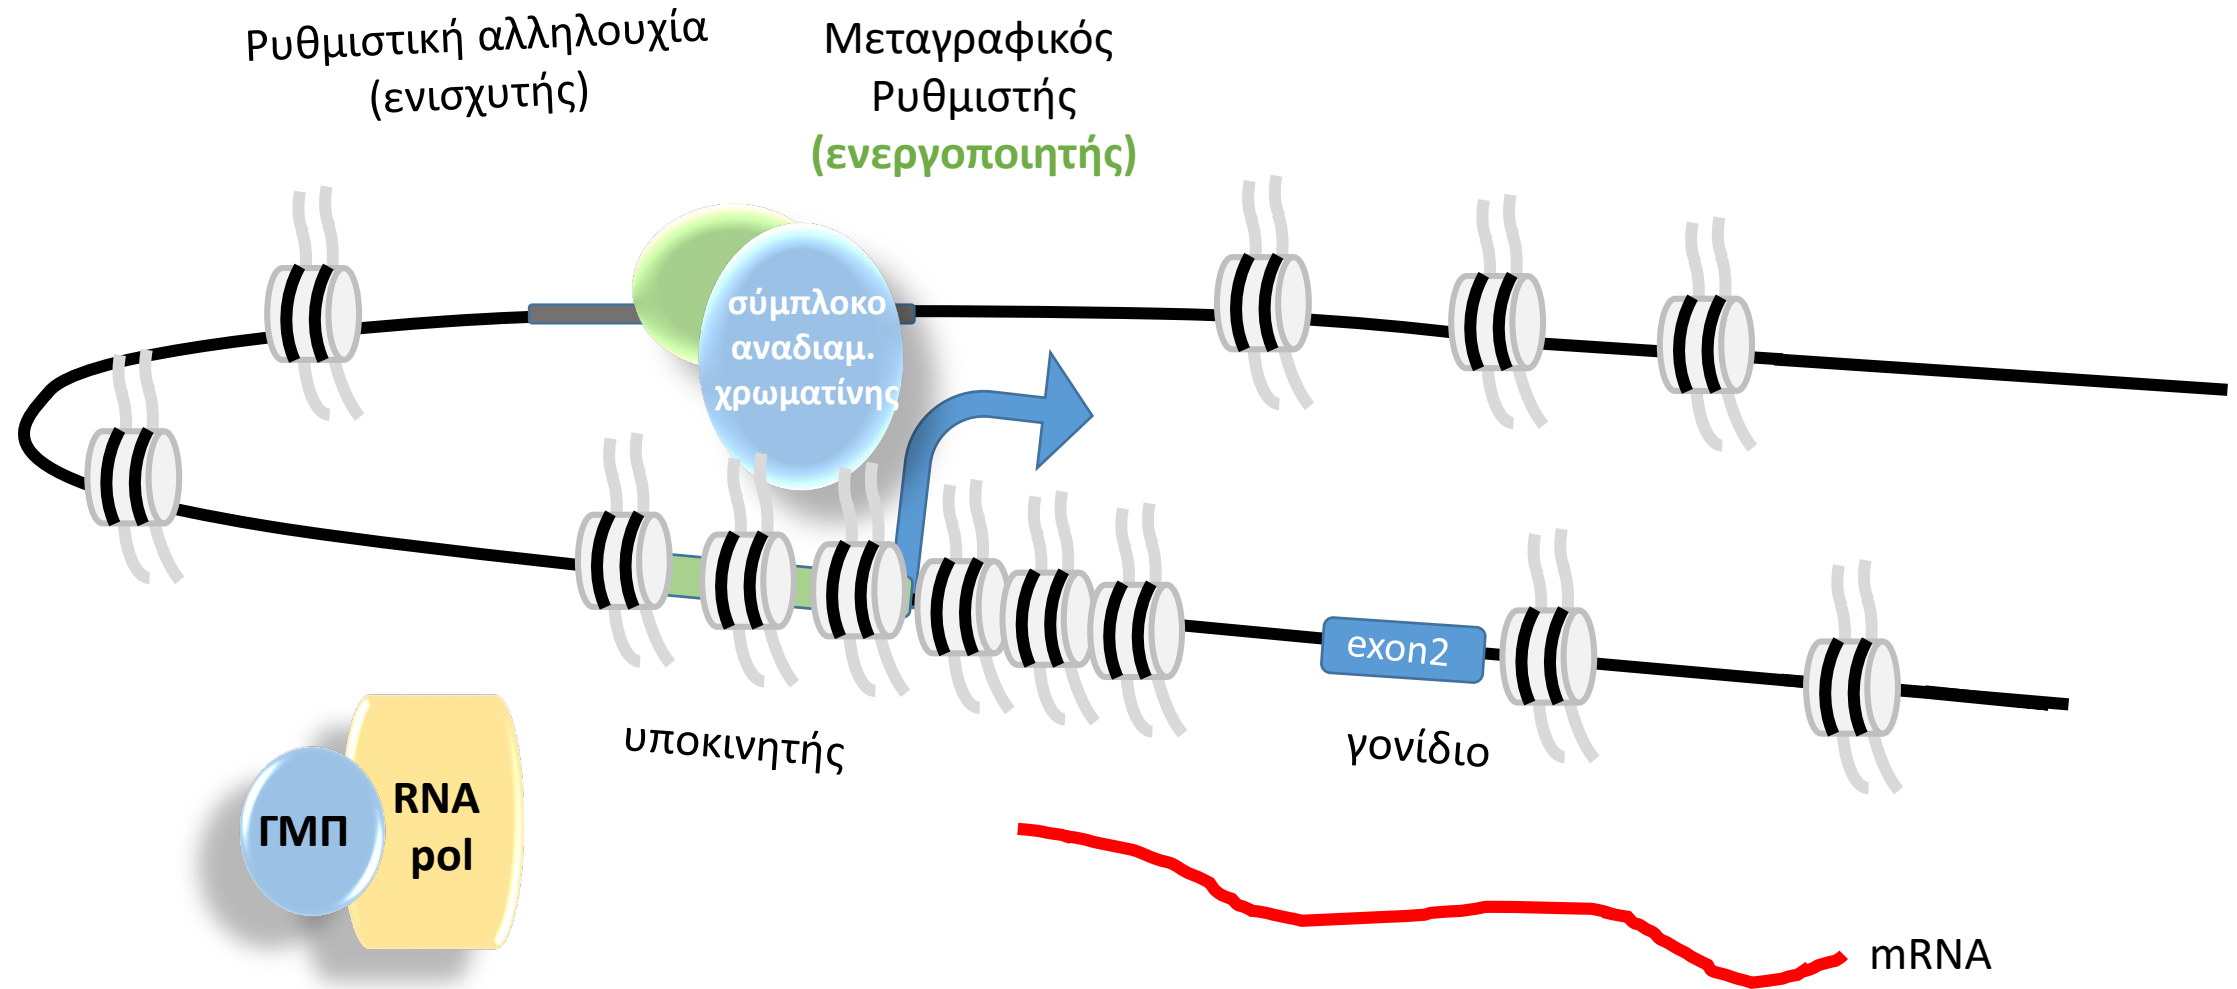 Ρυθμιστική αλληλουχία
(ενισχυτής)
Μεταγραφικός
Ρυθμιστής
(ενεργοποιητής)
σύμπλοκο
αναδιαμ.
χρωματίνης
exon2
υποκινητής
γονίδιο
ΓΜΠ
RNA
pol
mRNA